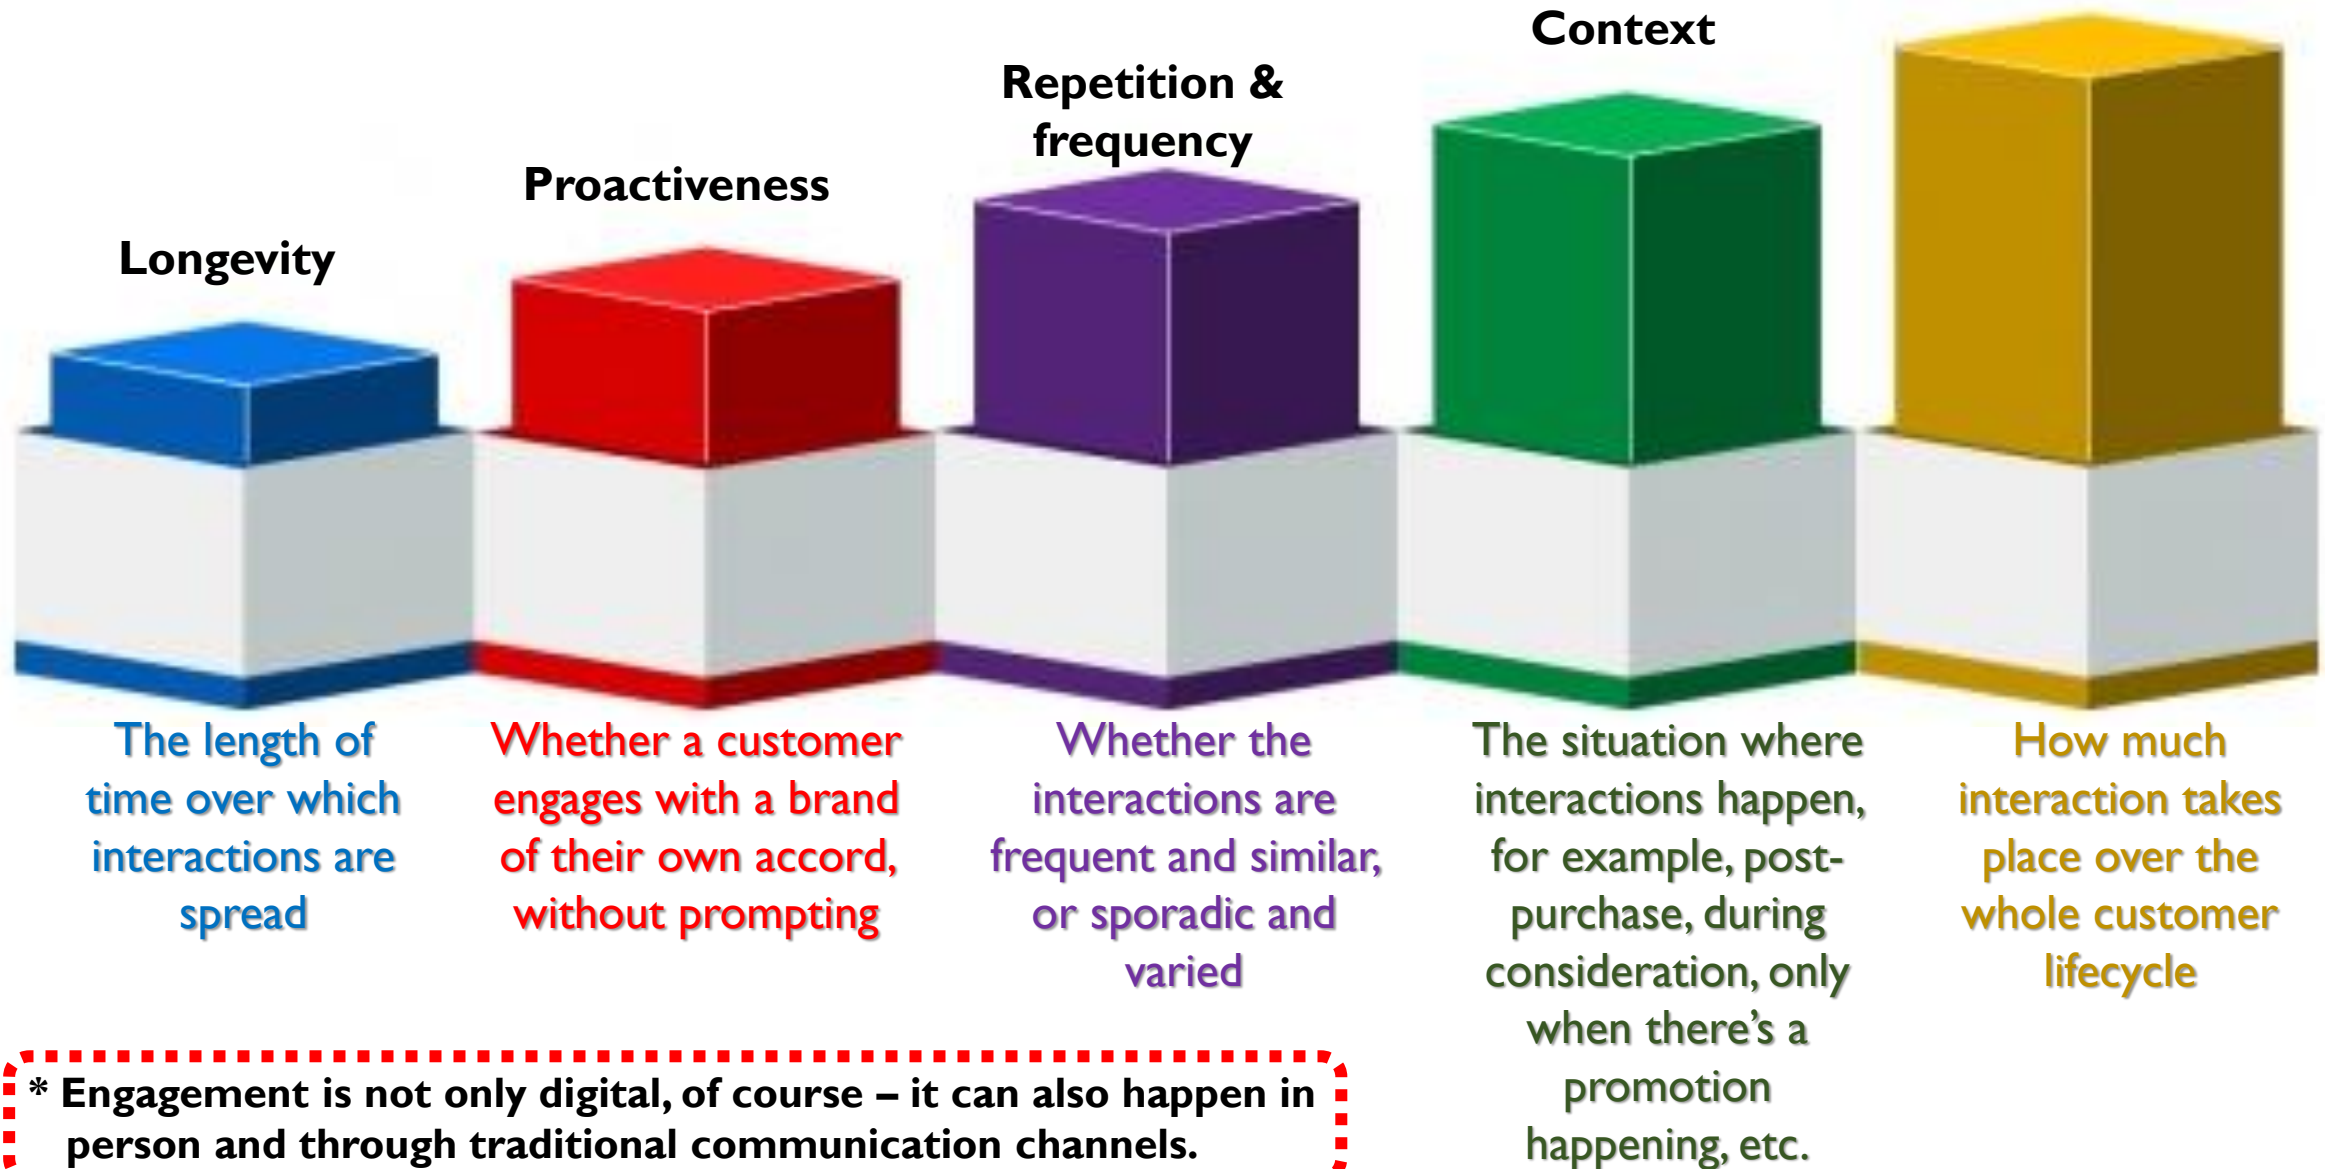 Longevity
Proactiveness
Repetition &
frequency
Context
The length of
time over which
interactions are
spread
Whether a customer
engages with a brand
of their own accord,
without prompting
Whether the
interactions are
frequent and similar,
or sporadic and
varied
The situation where
interactions happen,
for example, post-
purchase, during
consideration, only
when there’s a
promotion
happening, etc.
How much
interaction takes
place over the
whole customer
lifecycle
* Engagement is not only digital, of course – it can also happen in
person and through traditional communication channels.